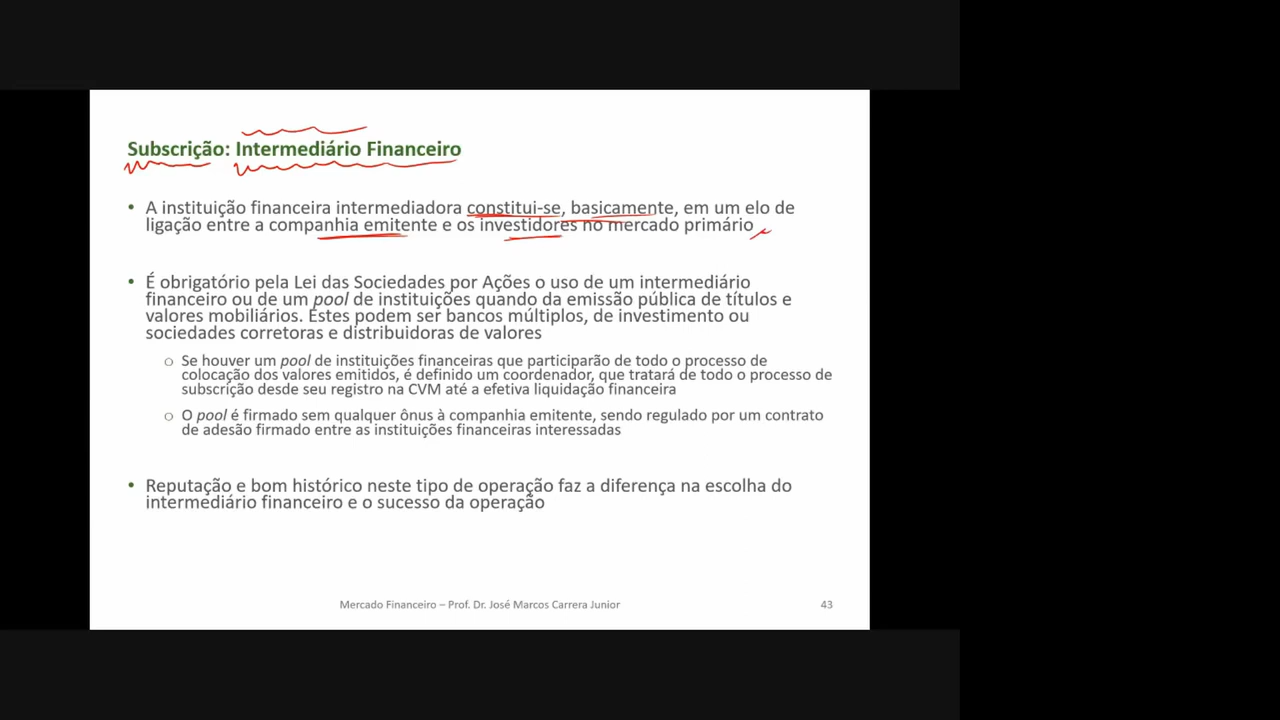 Subscrição: Intermediário Financeiro
• A instituição financeira intermediadora constitui-se, basicamente, em um elo de
ligação entre a companhia emitente e os investidores no mercado primário
• É obrigatório pela Lei das Sociedades por Ações o uso de um intermediário
financeiro ou de um pool de instituições quando da emissão pública de títulos e
valores mobiliários. Estes podem ser bancos múltiplos, de investimento ou
sociedades corretoras e distribuidoras de valores
○ Se houver um pool de instituições financeiras que participarão de todo o processo de
colocação dos valores emitidos, é definido um coordenador, que tratará de todo o processo de
subscrição desde seu registro na CVM até a efetiva liquidação financeira
○ O pool é firmado sem qualquer ônus à companhia emitente, sendo regulado por um contrato
de adesão firmado entre as instituições financeiras interessadas
• Reputação e bom histórico neste tipo de operação faz a diferença na escolha do
intermediário financeiro e o sucesso da operação
Mercado Financeiro – Prof. Dr. José Marcos Carrera Junior
43